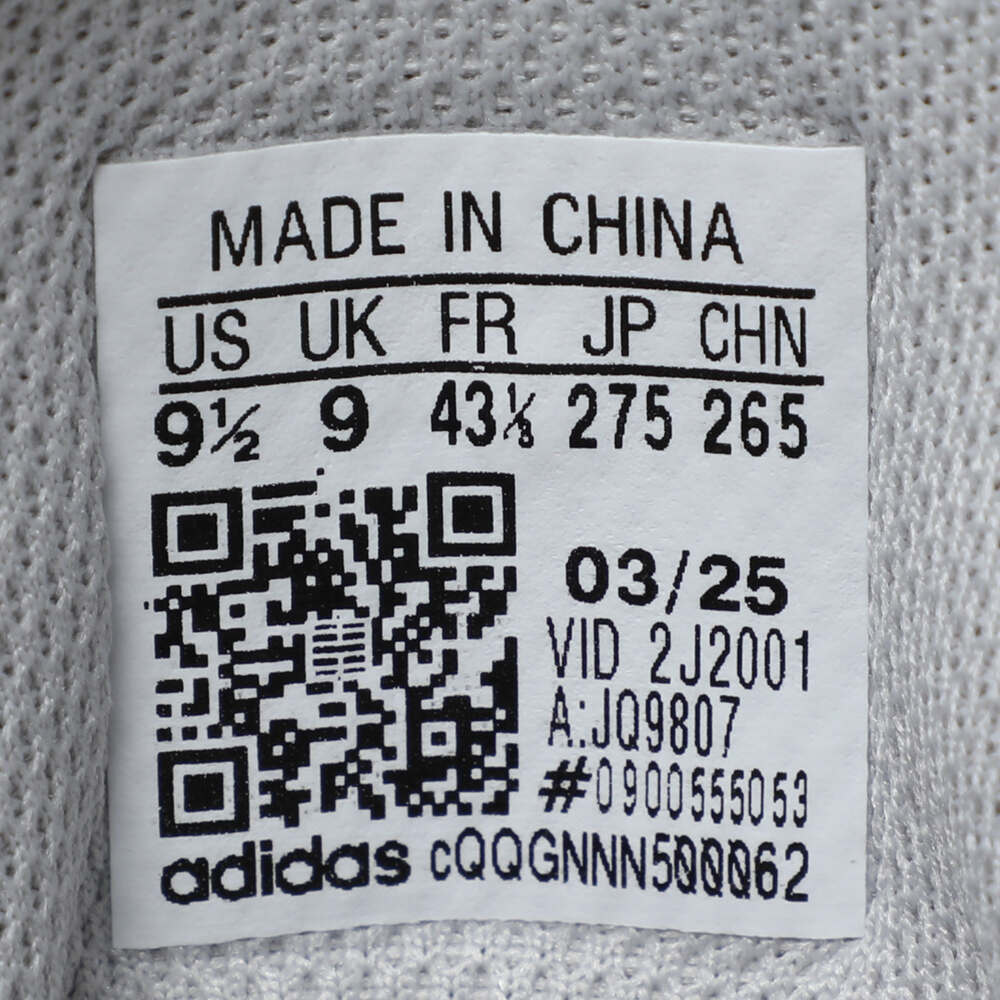 MADE IN CHINA
US UK FR JP CHN
9½ 9 43⅓ 275 265
03/25
VID 2J2001
A:JQ9807
#0900555053
adidas cQQGNNN500062